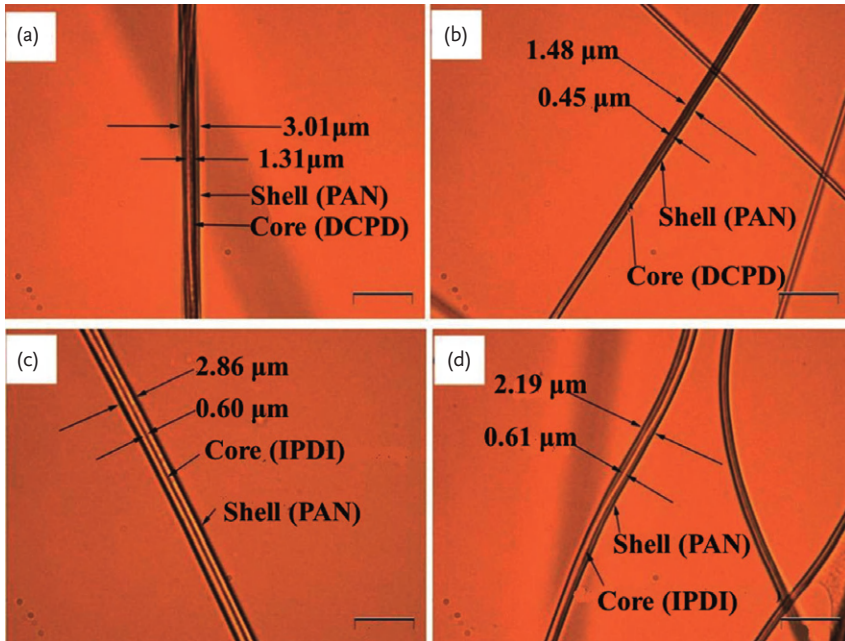 (a)
3.01μm
1.31μm
Shell (PAN)
Core (DCPD)
(b)
1.48 μm
0.45 μm
Shell (PAN)
Core (DCPD)
(c)
2.86 μm
0.60 μm
Core (IPDI)
Shell (PAN)
(d)
2.19 μm
0.61 μm
Shell (PAN)
Core (IPDI)